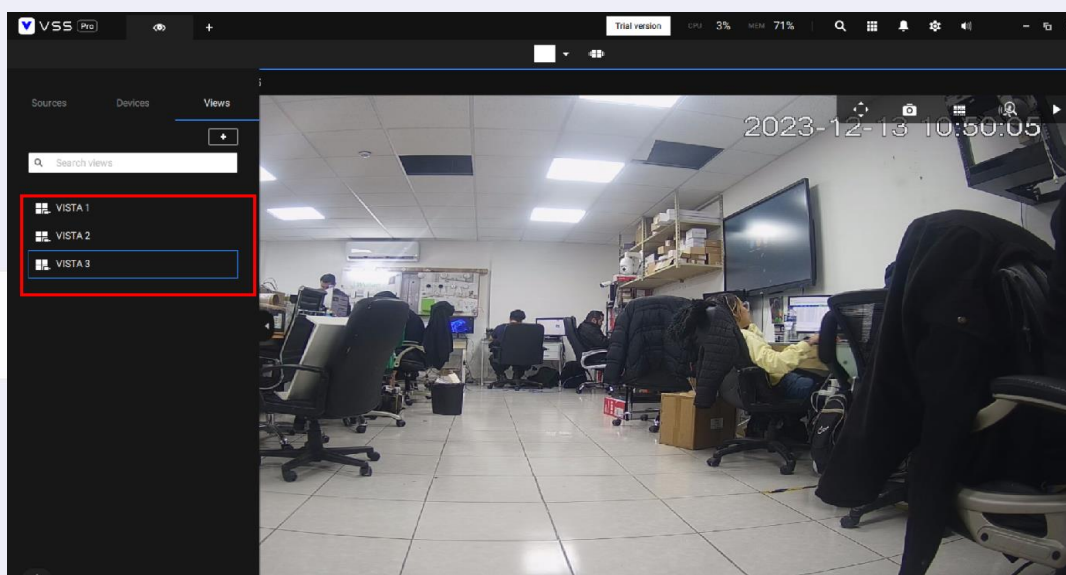 VSS Pro
+
Trial version CPU 3% MEM 71%
Sources Devices Views
+
Search views
VISTA 1
VISTA 2
VISTA 3
2023-12-13 10:50:05